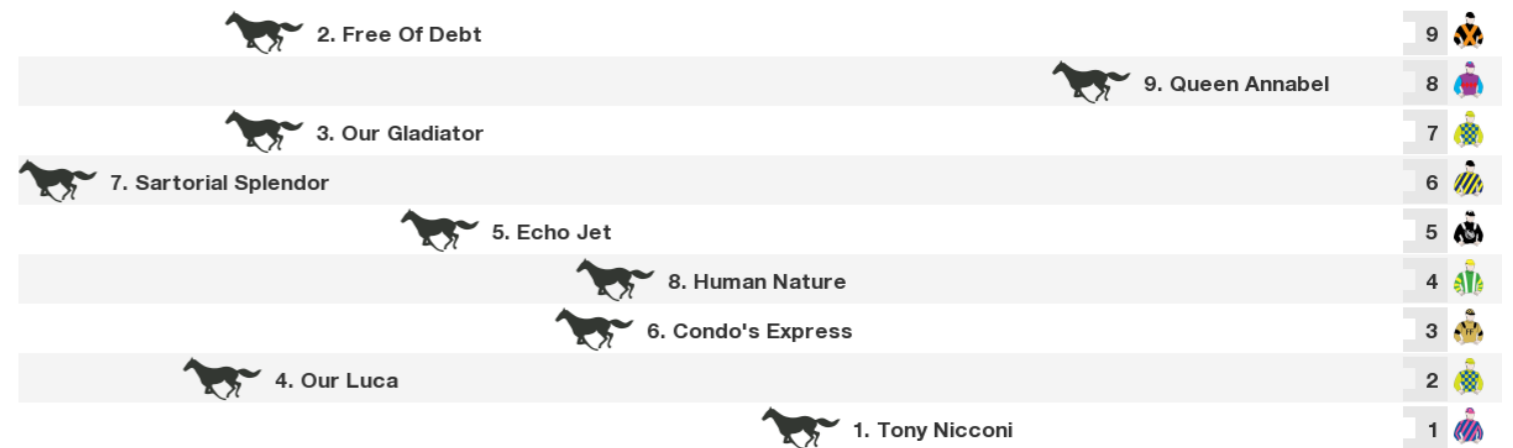 2. Free Of Debt 9
9. Queen Annabel 8
3. Our Gladiator 7
7. Sartorial Splendor 6
5. Echo Jet 5
8. Human Nature 4
6. Condo's Express 3
4. Our Luca 2
1. Tony Nicconi 1